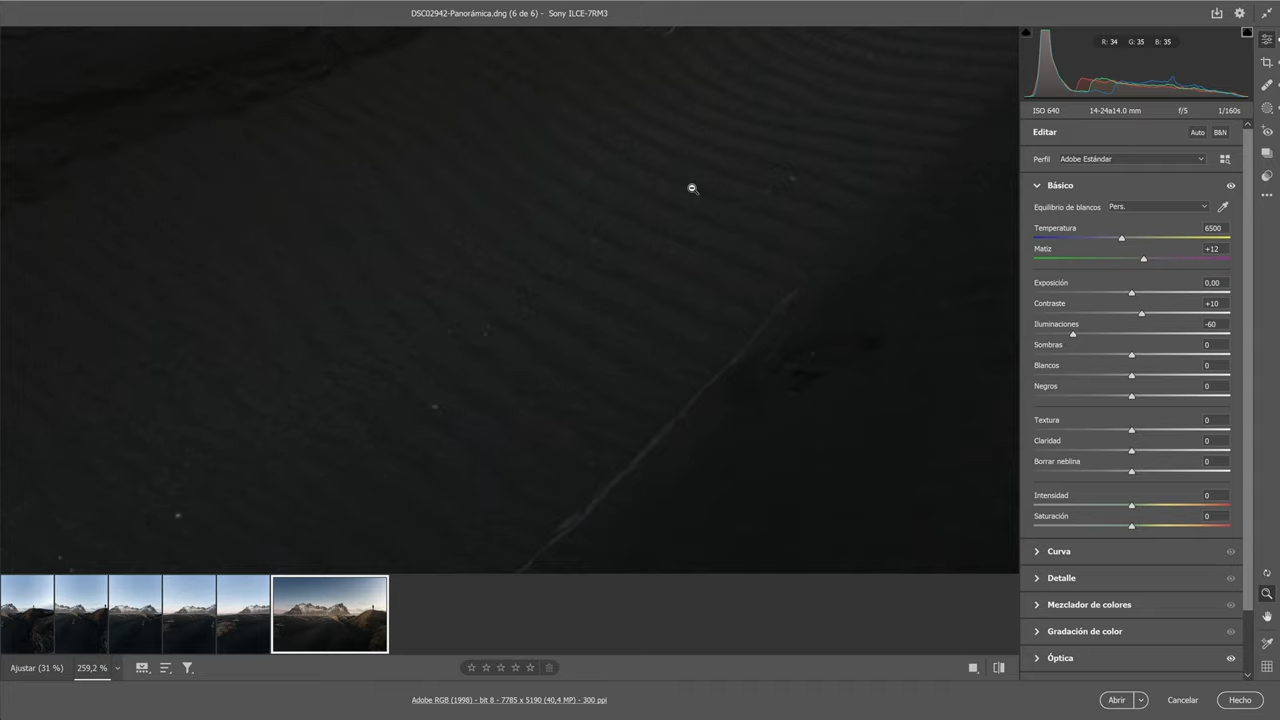 DSC02942-Panorámica.dng (6 de 6) - Sony ILCE-7RM3
R: 34 G: 35 B: 35
ISO 640 14-24a14.0 mm f/5 1/160s
Editar Auto B&N
Perfil Adobe Estándar
Básico
Equilibrio de blancos Pers.
Temperatura 6500
Matiz +12
Exposición 0,00
Contraste +10
Iluminaciones -60
Sombras 0
Blancos 0
Negros 0
Textura 0
Claridad 0
Borrar neblina 0
Intensidad 0
Saturación 0
Curva
Detalle
Mezclador de colores
Gradación de color
Óptica
Ajustar (31 %) 259,2 %
Adobe RGB (1998) - bit 8 - 7785 x 5190 (40,4 MP) - 300 ppi
Abrir Cancelar Hecho